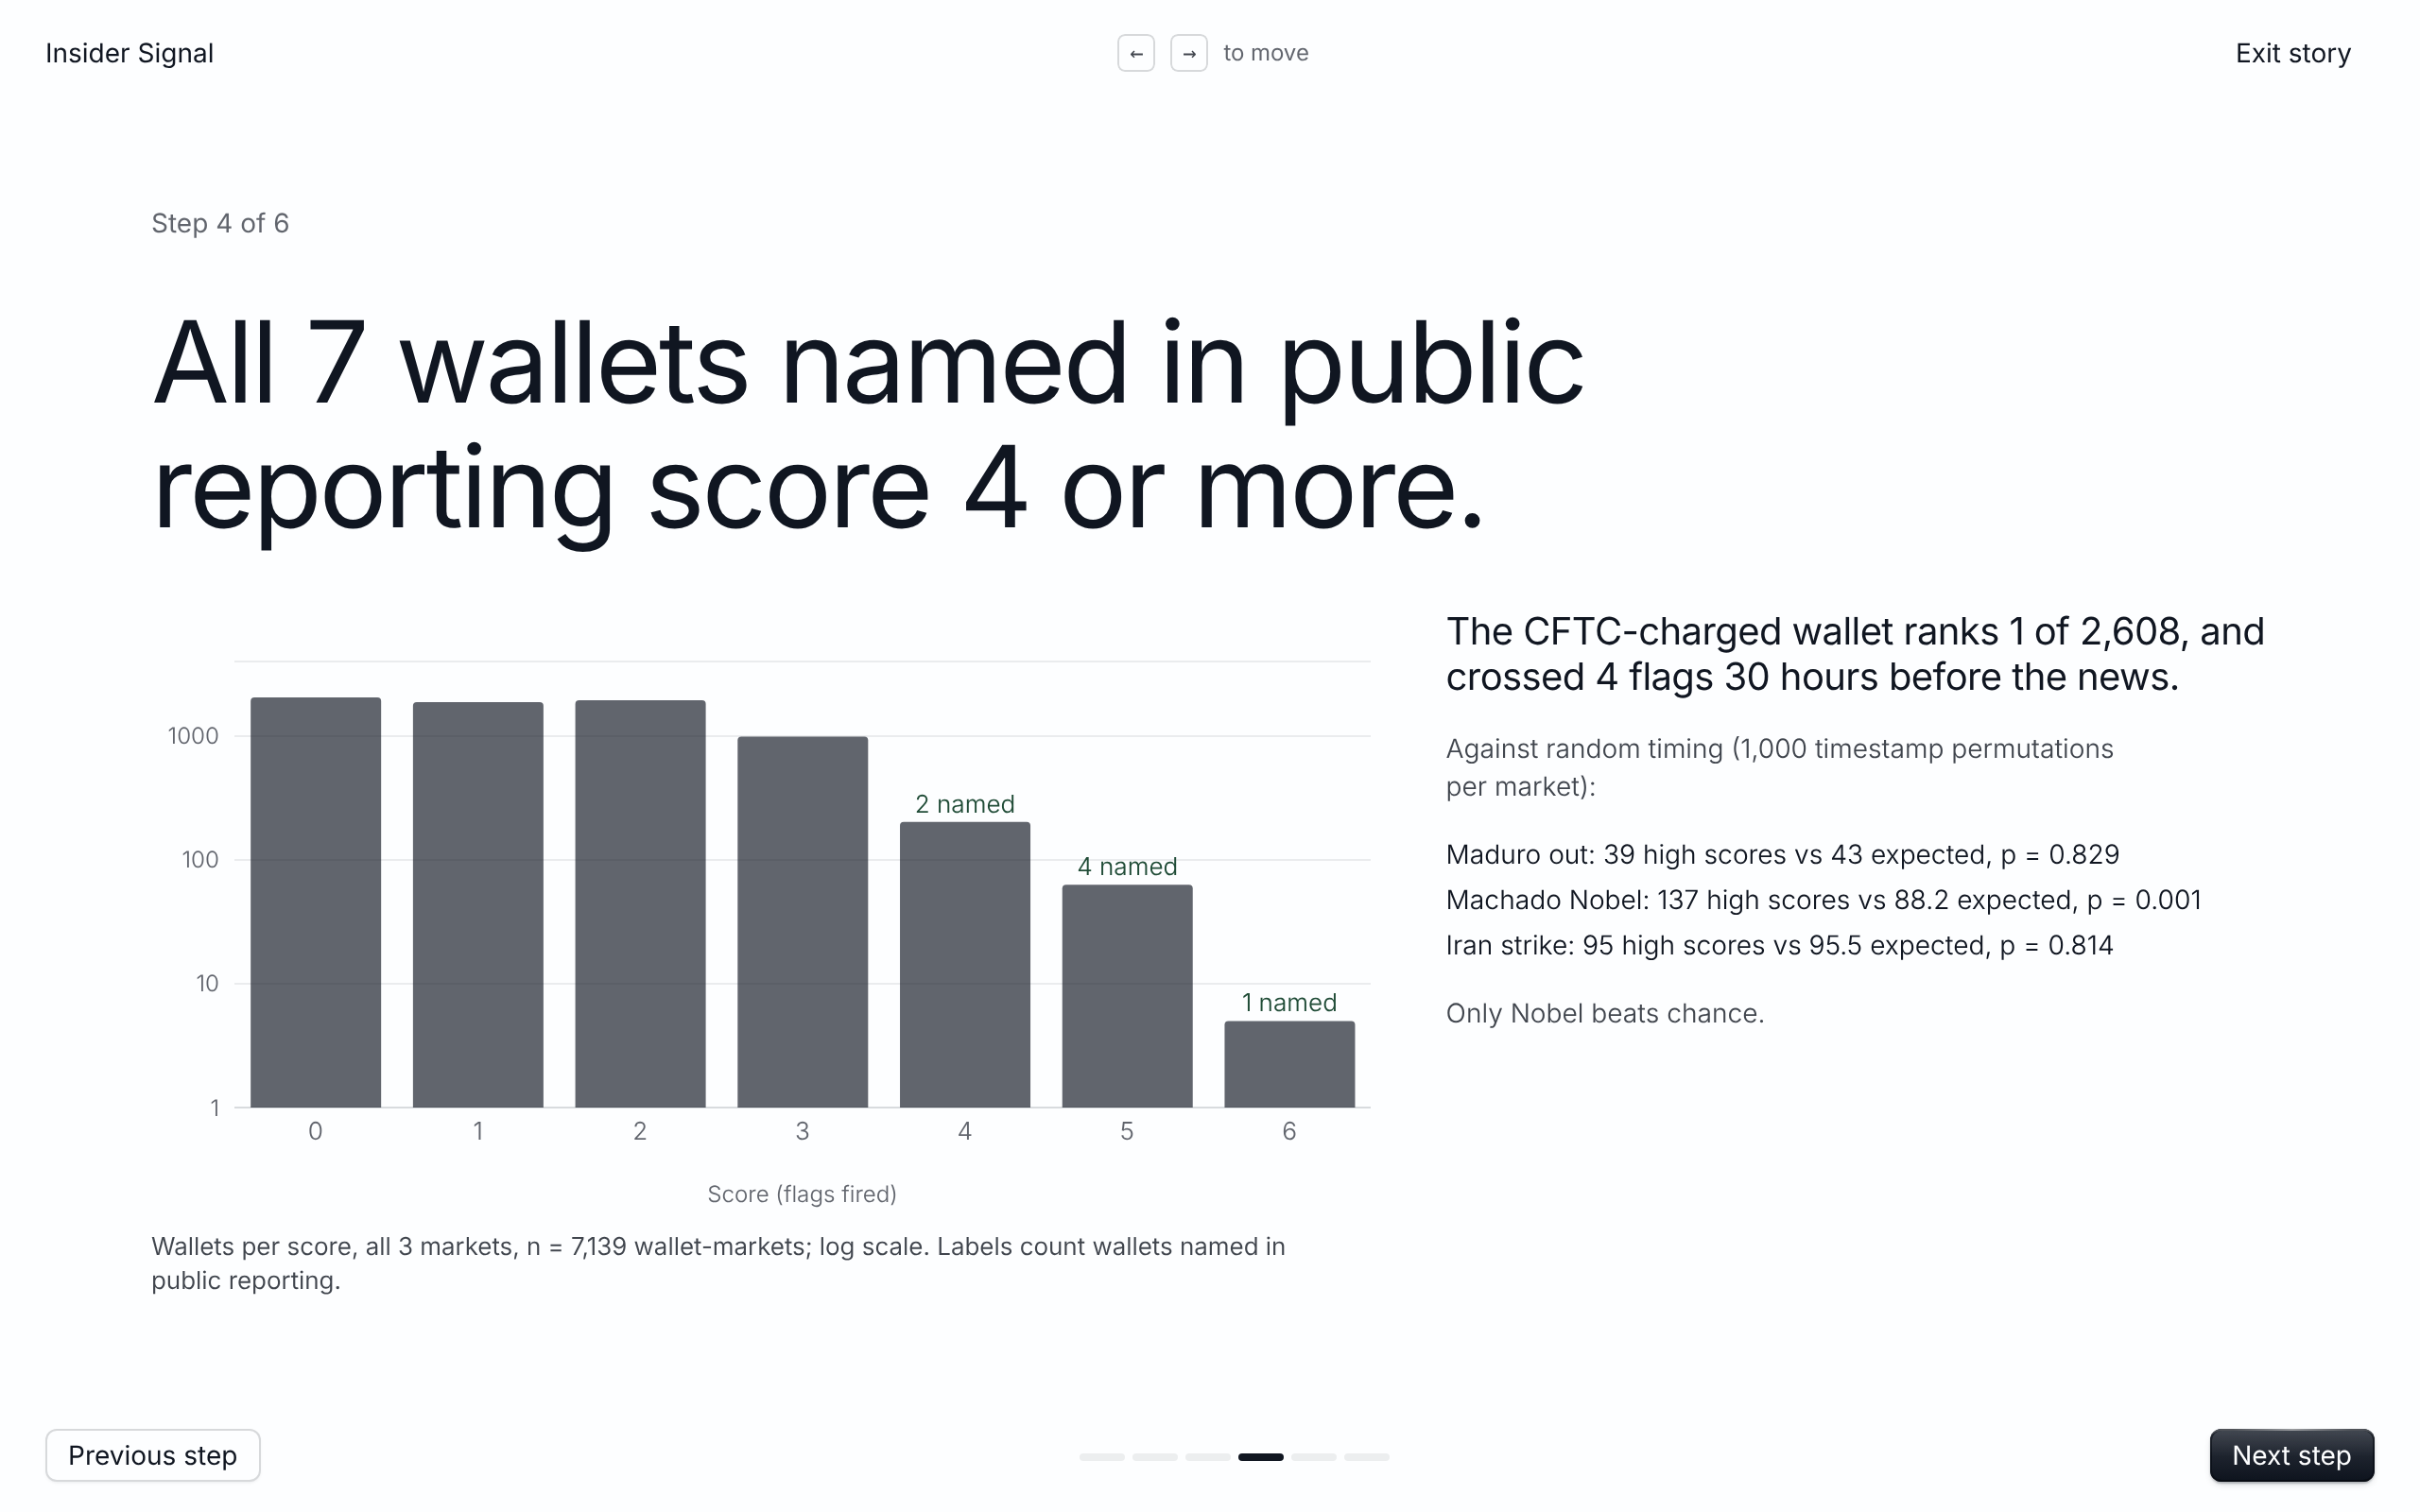 Insider Signal
← → to move
Exit story
Step 4 of 6
All 7 wallets named in public
reporting score 4 or more.
1000
100
10
1
2 named
4 named
1 named
0 1 2 3 4 5 6
Score (flags fired)
Wallets per score, all 3 markets, n = 7,139 wallet-markets; log scale. Labels count wallets named in
public reporting.
The CFTC-charged wallet ranks 1 of 2,608, and
crossed 4 flags 30 hours before the news.
Against random timing (1,000 timestamp permutations
per market):
Maduro out: 39 high scores vs 43 expected, p = 0.829
Machado Nobel: 137 high scores vs 88.2 expected, p = 0.001
Iran strike: 95 high scores vs 95.5 expected, p = 0.814
Only Nobel beats chance.
Previous step
Next step